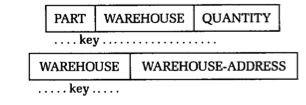 PART WAREHOUSE QUANTITY
....key...................
WAREHOUSE WAREHOUSE-ADDRESS
.....key.....